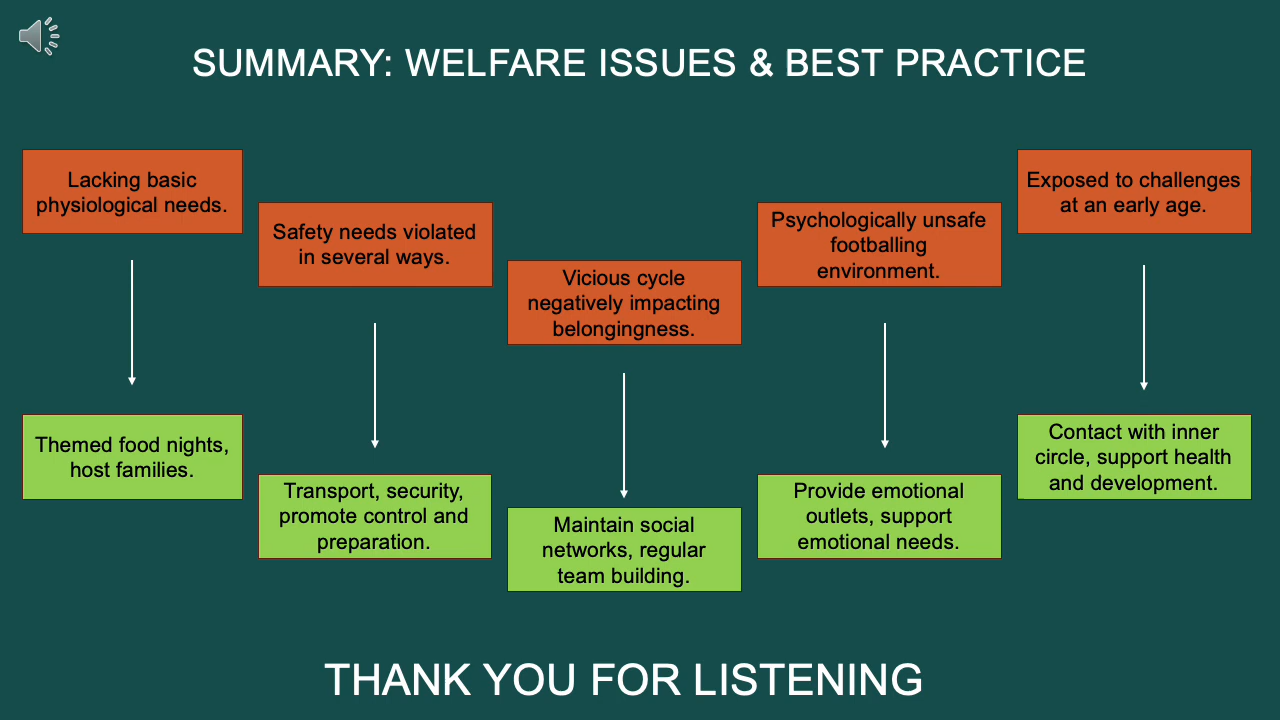 SUMMARY: WELFARE ISSUES & BEST PRACTICE
Lacking basic
physiological needs.
Safety needs violated
in several ways.
Vicious cycle
negatively impacting
belongingness.
Psychologically unsafe
footballing
environment.
Exposed to challenges
at an early age.
Themed food nights,
host families.
Transport, security,
promote control and
preparation.
Maintain social
networks, regular
team building.
Provide emotional
outlets, support
emotional needs.
Contact with inner
circle, support health
and development.
THANK YOU FOR LISTENING